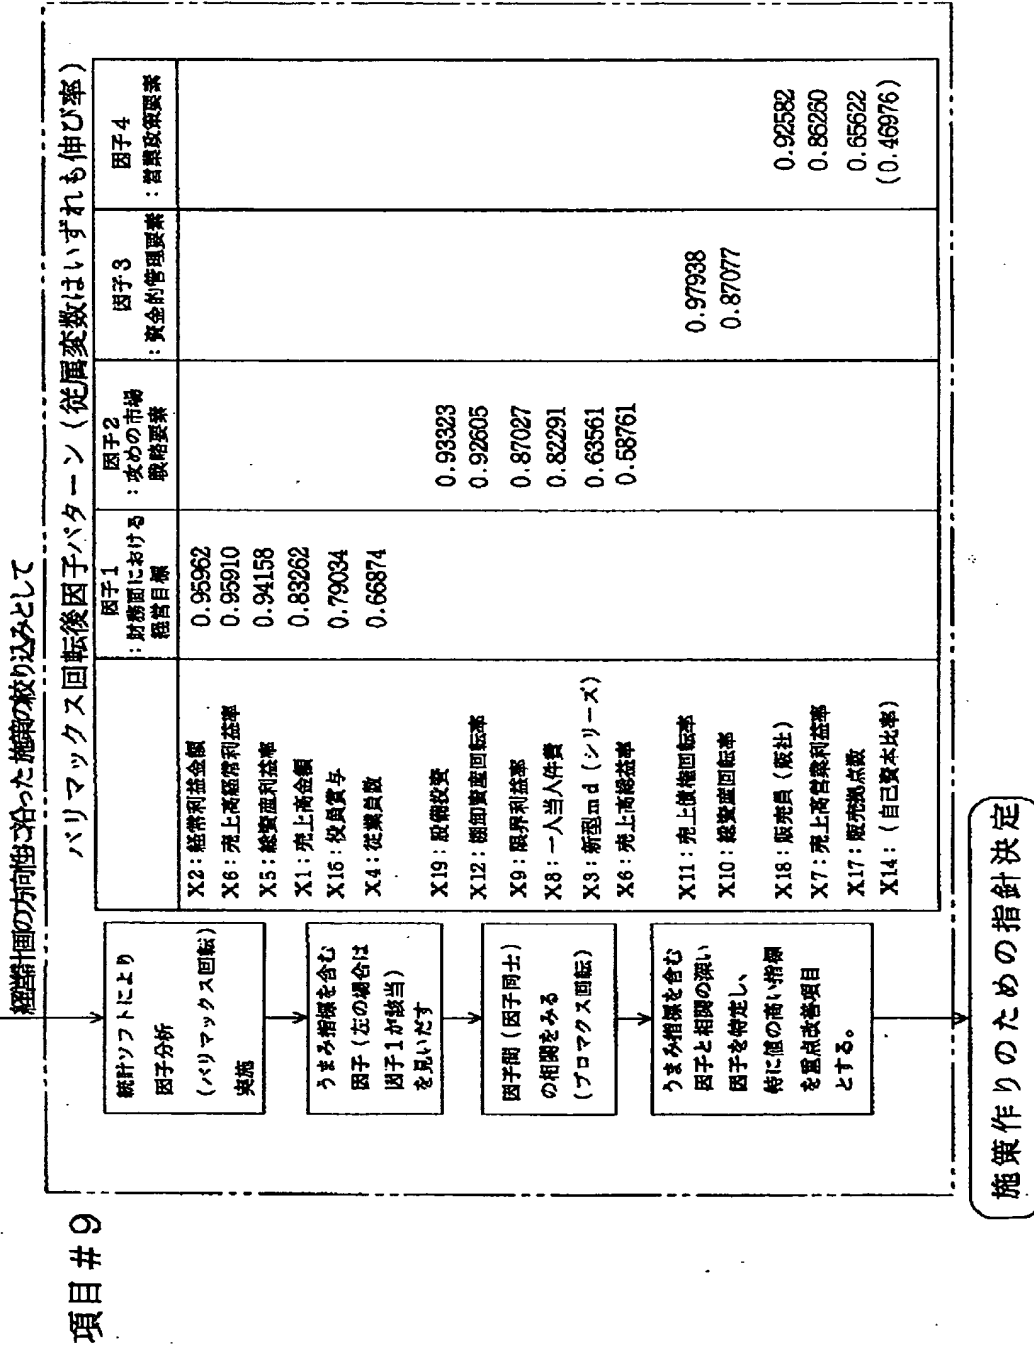 経営計画の方向性に沿った施策の絞り込みとして
項目＃9
バリマックス回転後因子パターン（従属変数はいずれも伸び率）
統計ソフトにより
因子分析
(バリマックス回転)
実施
うまみ指標を含む
因子（左の場合は
因子1が該当）
を見いだす
因子間（因子同士）
の相関をみる
(プロマクス回転)
うまみ指標を含む
因子と相関の深い
因子を特定し、
特に値の高い指標
を重点改善項目
とする。
因子1
：財務面における
経営目標
因子2
：攻めの市場
戦略要素
因子3
：資金的管理要素
因子4
：営業政策要素
X2：経常利益金額 0.95962
X6：売上高経常利益率 0.95910
X5：総資産利益率 0.94158
X1：売上高金額 0.83262
X16：役員賞与 0.79034
X4：従業員数 0.66874
X19：設備投資 0.93323
X12：棚卸資産回転率 0.92605
X9：限界利益率 0.87027
X8：一人当人件費 0.82291
X3：新型md（シリーズ） 0.63561
X6：売上高総益率 0.58761
X11：売上債権回転率 0.97938
X10：総資産回転率 0.87077
X18：販売員（販社） 0.92582
X7：売上高営業利益率 0.86260
X17：販売拠点数 0.65622
X14：（自己資本比率） (0.46976)
施策作りのための指針決定